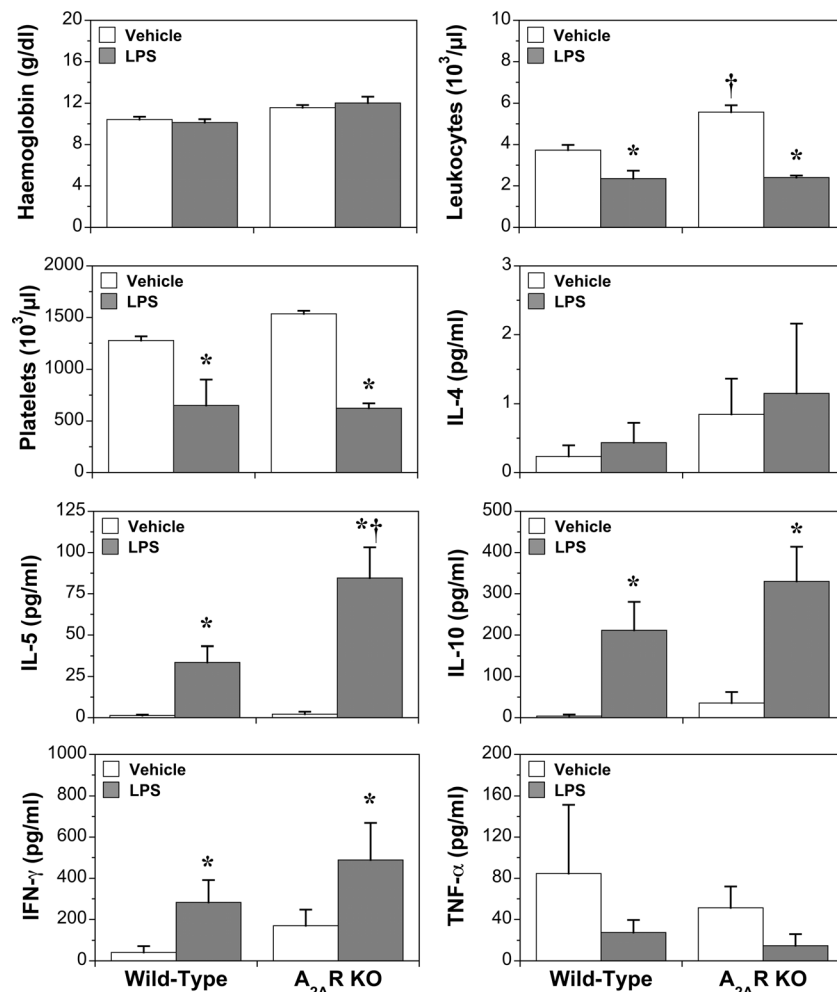 Haemoglobin (g/dl)
20
16
12
8
4
0
Vehicle
LPS
Leukocytes (10³/µl)
10
8
6
4
2
0
Vehicle
LPS
†
*
*
Platelets (10³/µl)
2000
1500
1000
500
0
Vehicle
LPS
*
*
IL-4 (pg/ml)
3
2
1
0
Vehicle
LPS
IL-5 (pg/ml)
125
100
75
50
25
0
Vehicle
LPS
*
*†
IL-10 (pg/ml)
500
400
300
200
100
0
Vehicle
LPS
*
*
IFN-γ (pg/ml)
1000
800
600
400
200
0
Vehicle
LPS
*
*
Wild-Type
A₂ₐR KO
TNF-α (pg/ml)
200
160
120
80
40
0
Vehicle
LPS
Wild-Type
A₂ₐR KO